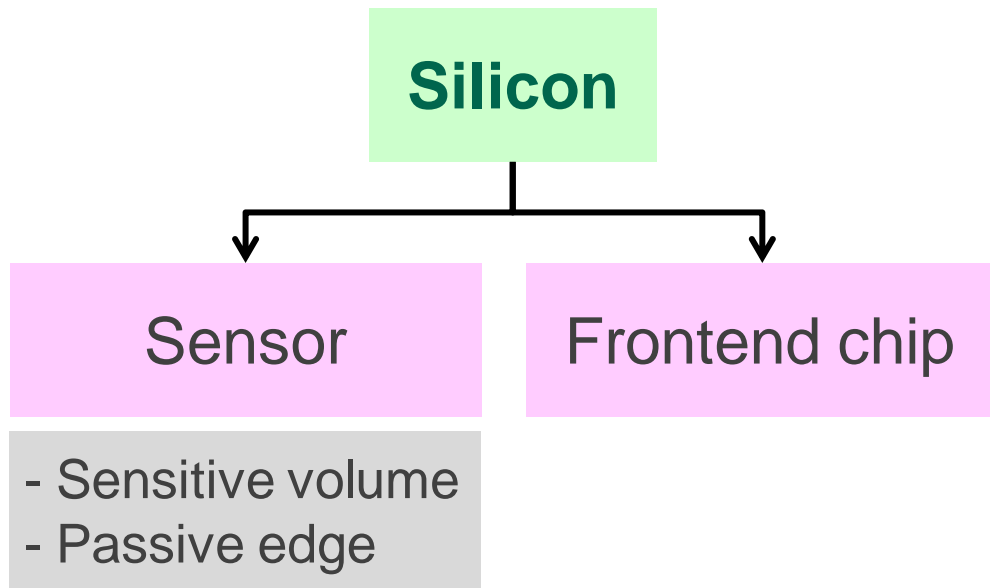 Silicon
Sensor
Frontend chip
- Sensitive volume
- Passive edge